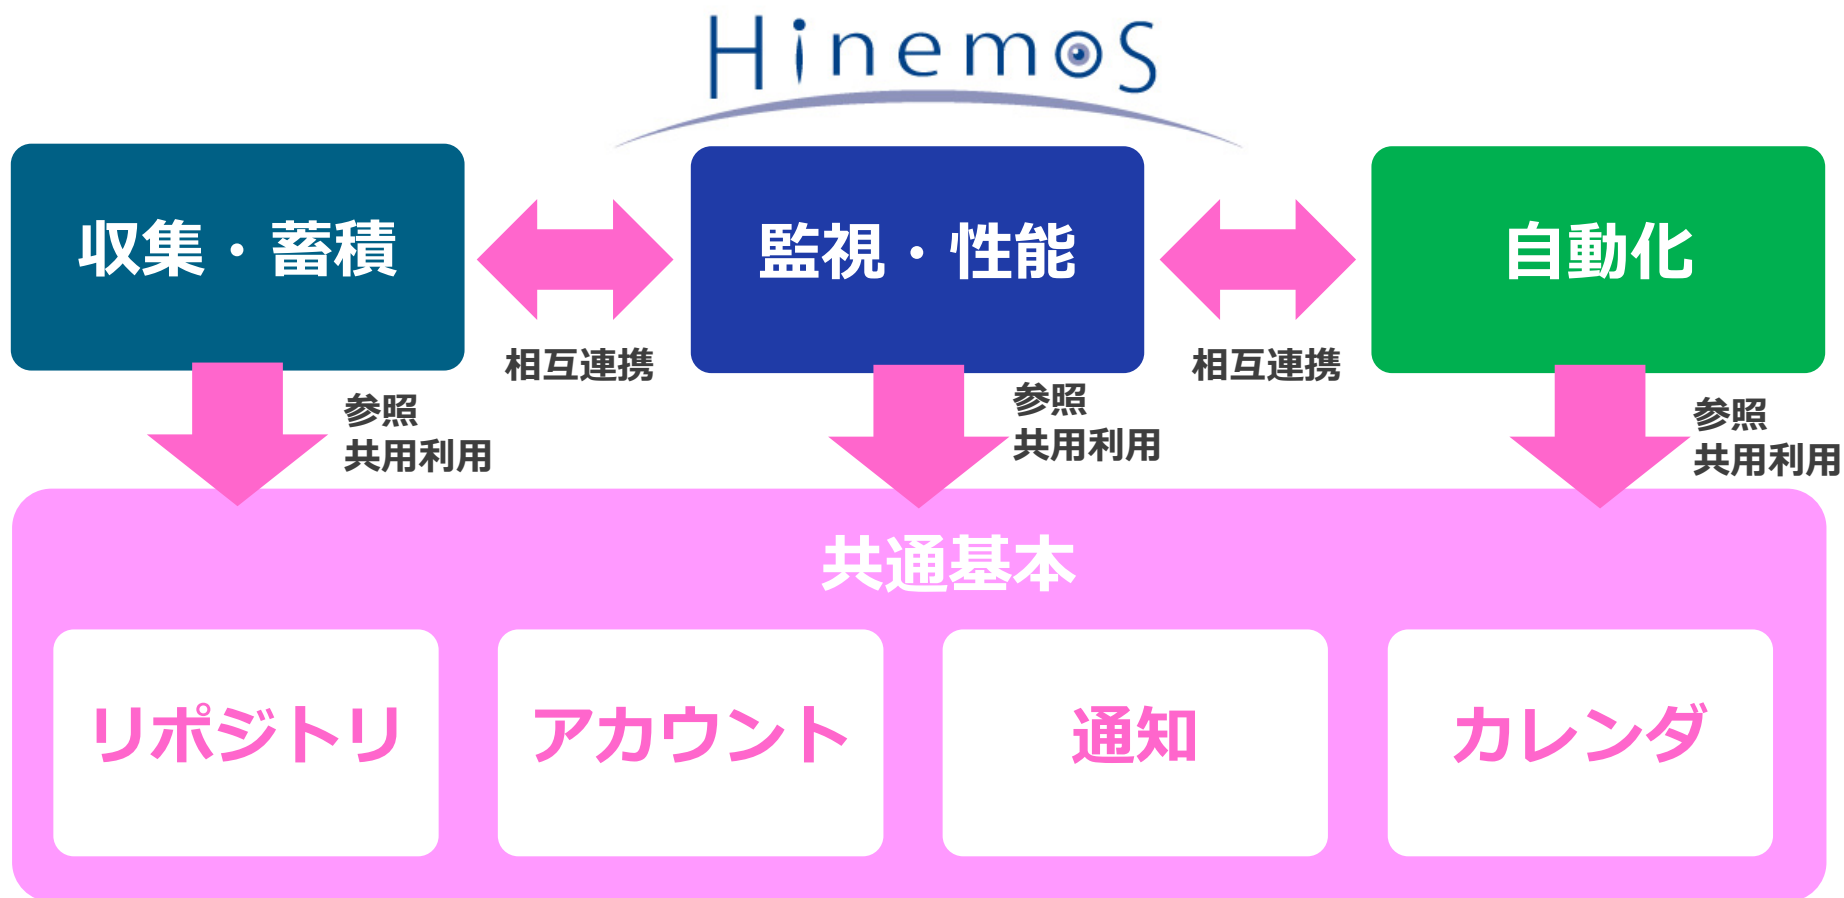 Hinemos
収集・蓄積
監視・性能
自動化
相互連携
相互連携
参照
共用利用
参照
共用利用
参照
共用利用
共通基本
リポジトリ
アカウント
通知
カレンダ